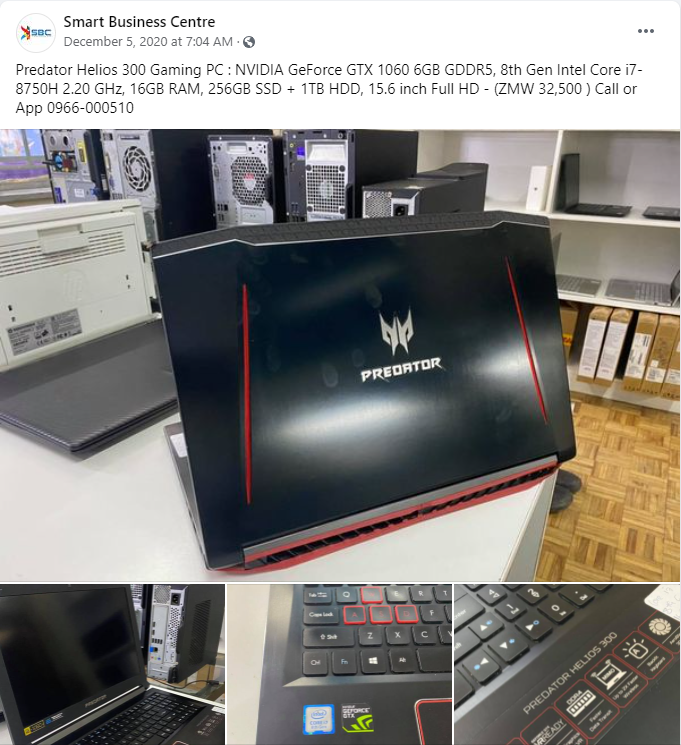 SBC
Smart Business Centre
December 5, 2020 at 7:04 AM ·
Predator Helios 300 Gaming PC : NVIDIA GeForce GTX 1060 6GB GDDR5, 8th Gen Intel Core i7-
8750H 2.20 GHz, 16GB RAM, 256GB SSD + 1TB HDD, 15.6 inch Full HD - (ZMW 32,500 ) Call or
App 0966-000510
PREDATOR
PREDATOR
Tab
Q
E
R
Caps Lock
A
S
D
F
Shift
Z
X
C
Ctrl
Fn
Alt
GEFORCE
GTX
PREDATOR HELIOS 300
DDR4